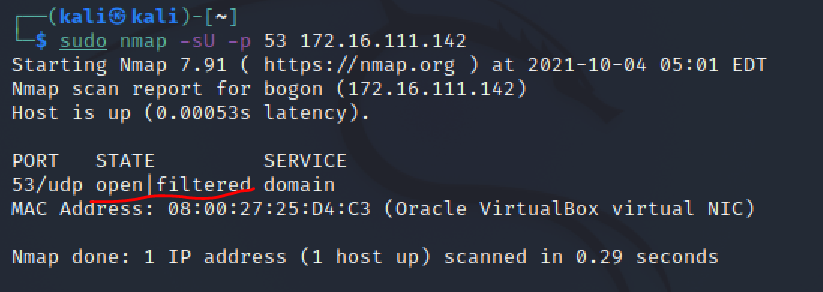 ┌──(kali㉿kali)-[~]
└─$ sudo nmap -sU -p 53 172.16.111.142
Starting Nmap 7.91 ( https://nmap.org ) at 2021-10-04 05:01 EDT
Nmap scan report for bogon (172.16.111.142)
Host is up (0.00053s latency).
PORT   STATE         SERVICE
53/udp open|filtered domain
MAC Address: 08:00:27:25:D4:C3 (Oracle VirtualBox virtual NIC)
Nmap done: 1 IP address (1 host up) scanned in 0.29 seconds